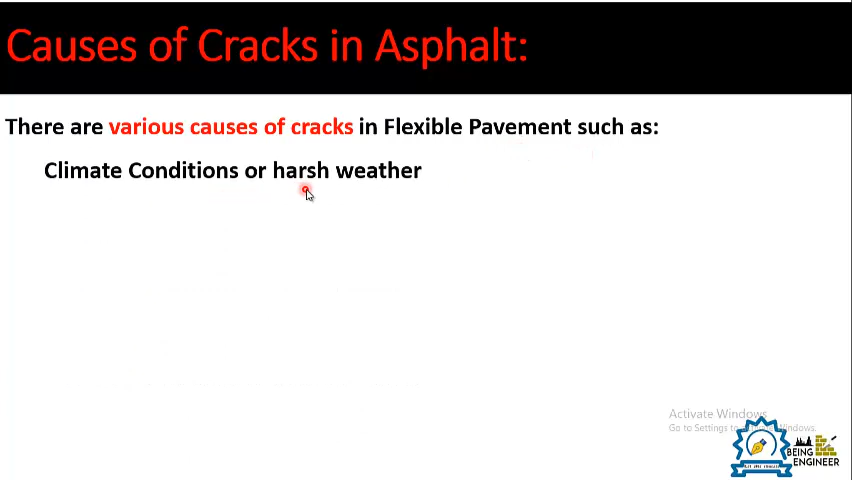 Causes of Cracks in Asphalt:
There are various causes of cracks in Flexible Pavement such as:
Climate Conditions or harsh weather
Activate Windows
Go to Settings to Activate Windows.
BEING
ENGINEER